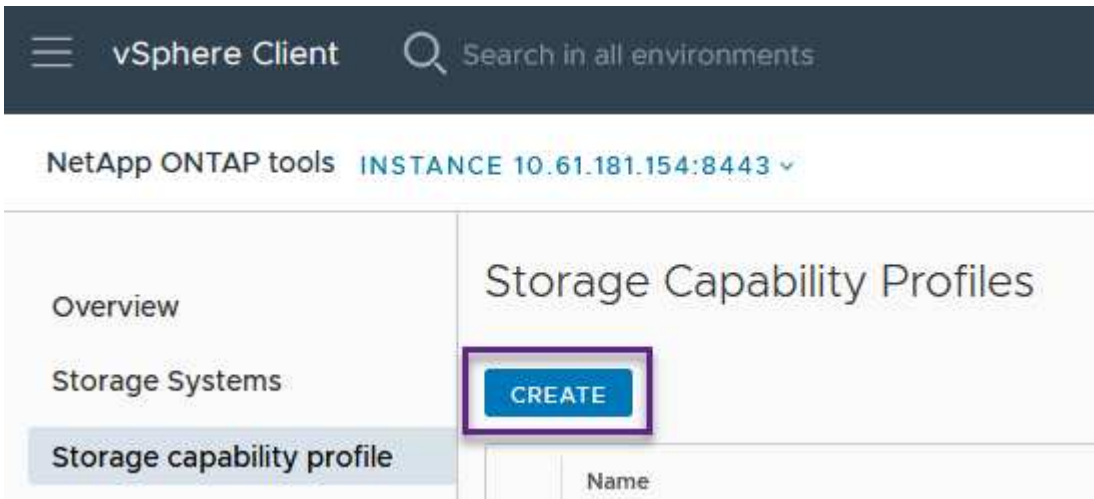 vSphere Client Search in all environments
NetApp ONTAP tools INSTANCE 10.61.181.154:8443
Storage Capability Profiles
Overview
Storage Systems
CREATE
Storage capability profile
Name